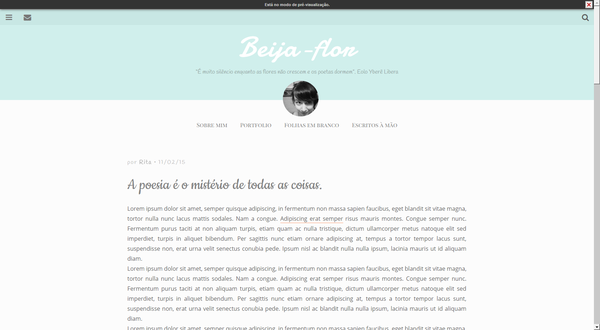 Está no modo de pré-visualização.
Beija-flor
"É muito silêncio enquanto as flores não crescem e os poetas dormem".
SOBRE MIM PORTFOLIO FOLHAS EM BRANCO ESCRITOS À MÃO
por Rita • 11/04/15
A poesia é o mistério de todas as coisas.
Lorem ipsum dolor sit amet, semper quisque adipiscing, in fermentum non massa sapien faucibus, eget blandit sit vitae magna,
tortor nulla nunc lacus mattis sodales. Nam a congue. Adipiscing erat semper risus mauris montes. Congue semper nunc.
Fermentum purus taciti at non aliquam turpis, etiam quam ac nulla tristique, dictum ullamcorper metus natoque elit sed
imperdiet, turpis in aliquet bibendum. Per sagittis nunc etiam ornare adipiscing at, tempus a tortor tempor lacus sunt,
suspendisse non, erat urna velit senectus conubia pede. Ipsum nisl ac blandit nulla nulla ipsum, lacinia mauris ut id aliquam
diam.
Lorem ipsum dolor sit amet, semper quisque adipiscing, in fermentum non massa sapien faucibus, eget blandit sit vitae magna,
tortor nulla nunc lacus mattis sodales. Nam a congue. Adipiscing erat semper risus mauris montes. Congue semper nunc.
Fermentum purus taciti at non aliquam turpis, etiam quam ac nulla tristique, dictum ullamcorper metus natoque elit sed
imperdiet, turpis in aliquet bibendum. Per sagittis nunc etiam ornare adipiscing at, tempus a tortor tempor lacus sunt,
suspendisse non, erat urna velit senectus conubia pede. Ipsum nisl ac blandit nulla nulla ipsum, lacinia mauris ut id aliquam
diam.
Lorem ipsum dolor sit amet, semper quisque adipiscing, in fermentum non massa sapien faucibus, eget blandit sit vitae magna,